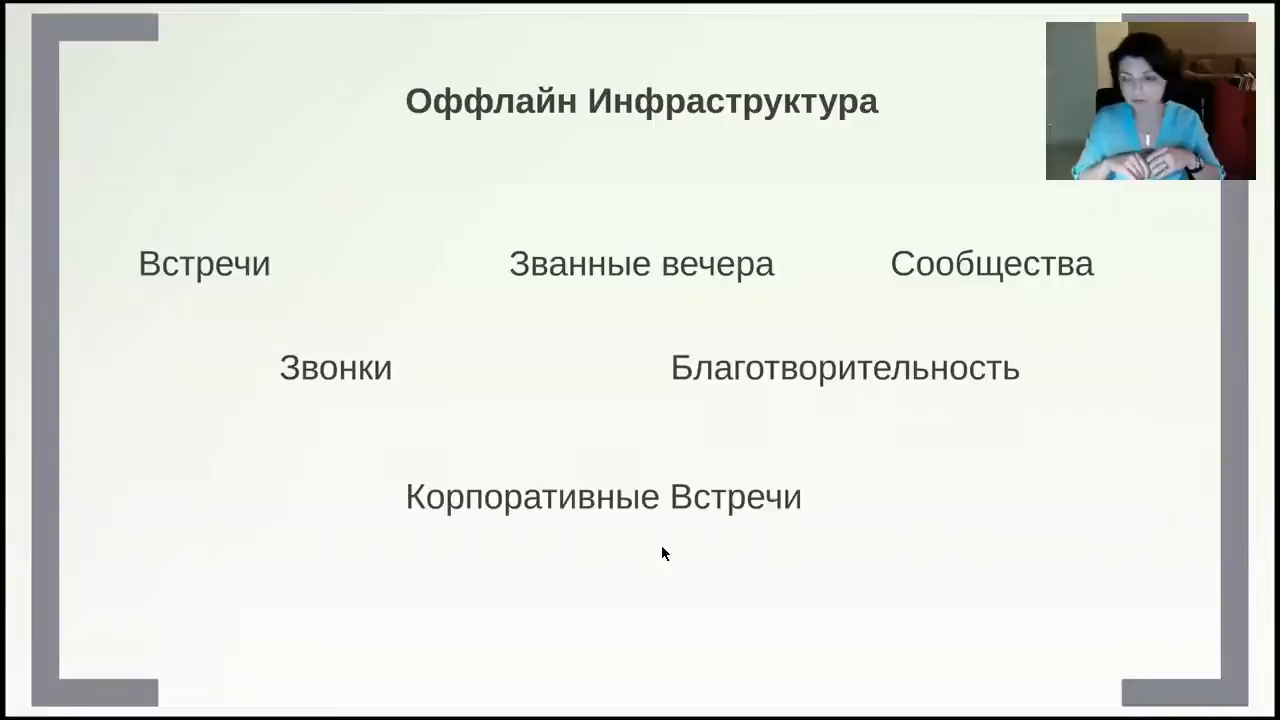 Оффлайн Инфраструктура
Встречи
Званные вечера
Сообщества
Звонки
Благотворительность
Корпоративные Встречи